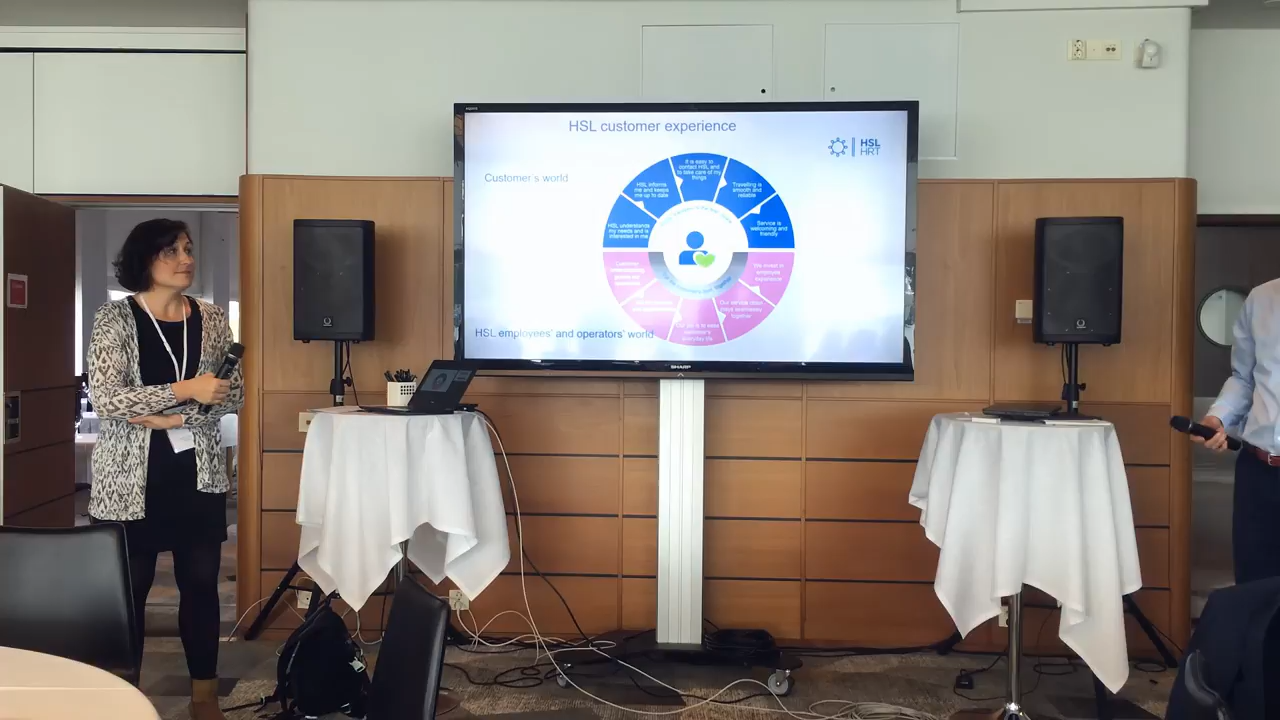 HSL customer experience
HSL
HRT
Customer's world
It is easy to
contact HSL and
to take care of my
things
HSL informs
me and keeps
me up to date
Travelling is
smooth and
reliable
HSL understands
my needs and is
interested in me
Service is
welcoming and
friendly
Customer
We invest in
employee
experience
Our service
seamlessly
together
everyday life
HSL employees' and operators' world
SHARP